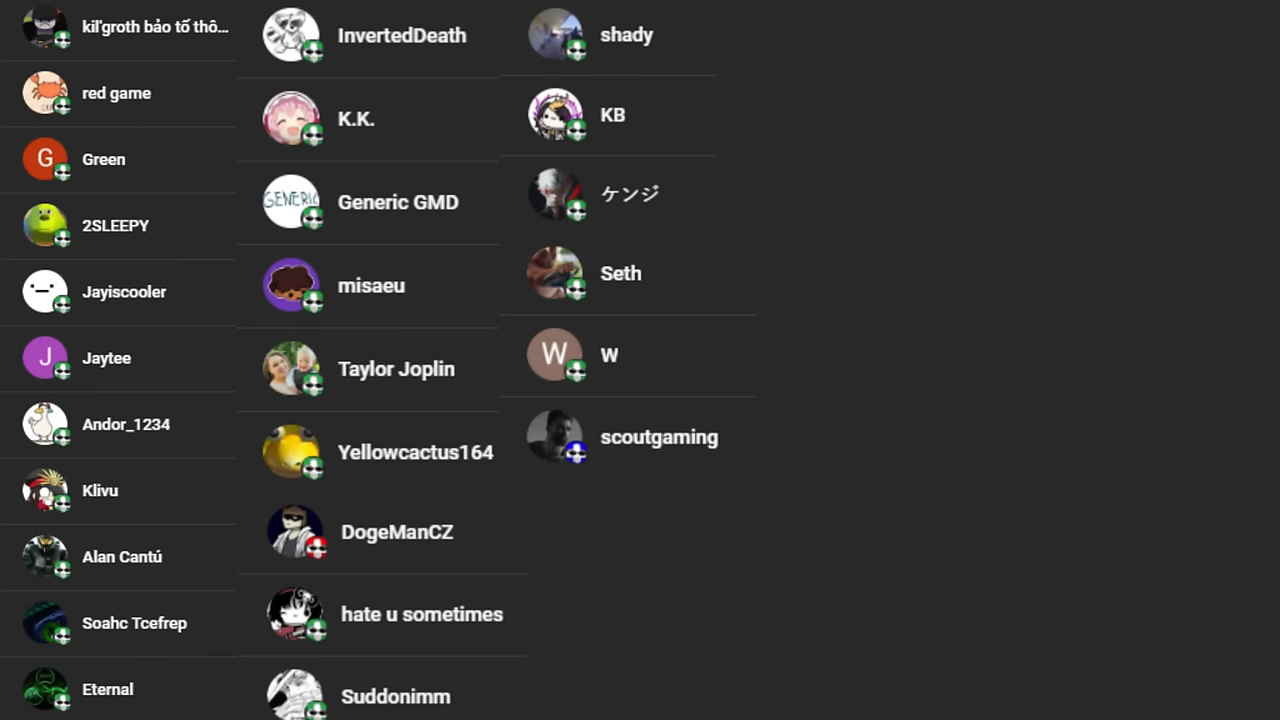 kil'groth bảo tố thô...
red game
G
Green
2SLEEPY
Jayiscooler
J
Jaytee
Andor_1234
Klivu
Alan Cantú
Soahc Tcefrep
Eternal
InvertedDeath
K.K.
GENERIC
Generic GMD
misaeu
Taylor Joplin
Yellowcactus164
DogeManCZ
hate u sometimes
Suddonimm
shady
KB
ケンジ
Seth
W
W
scoutgaming